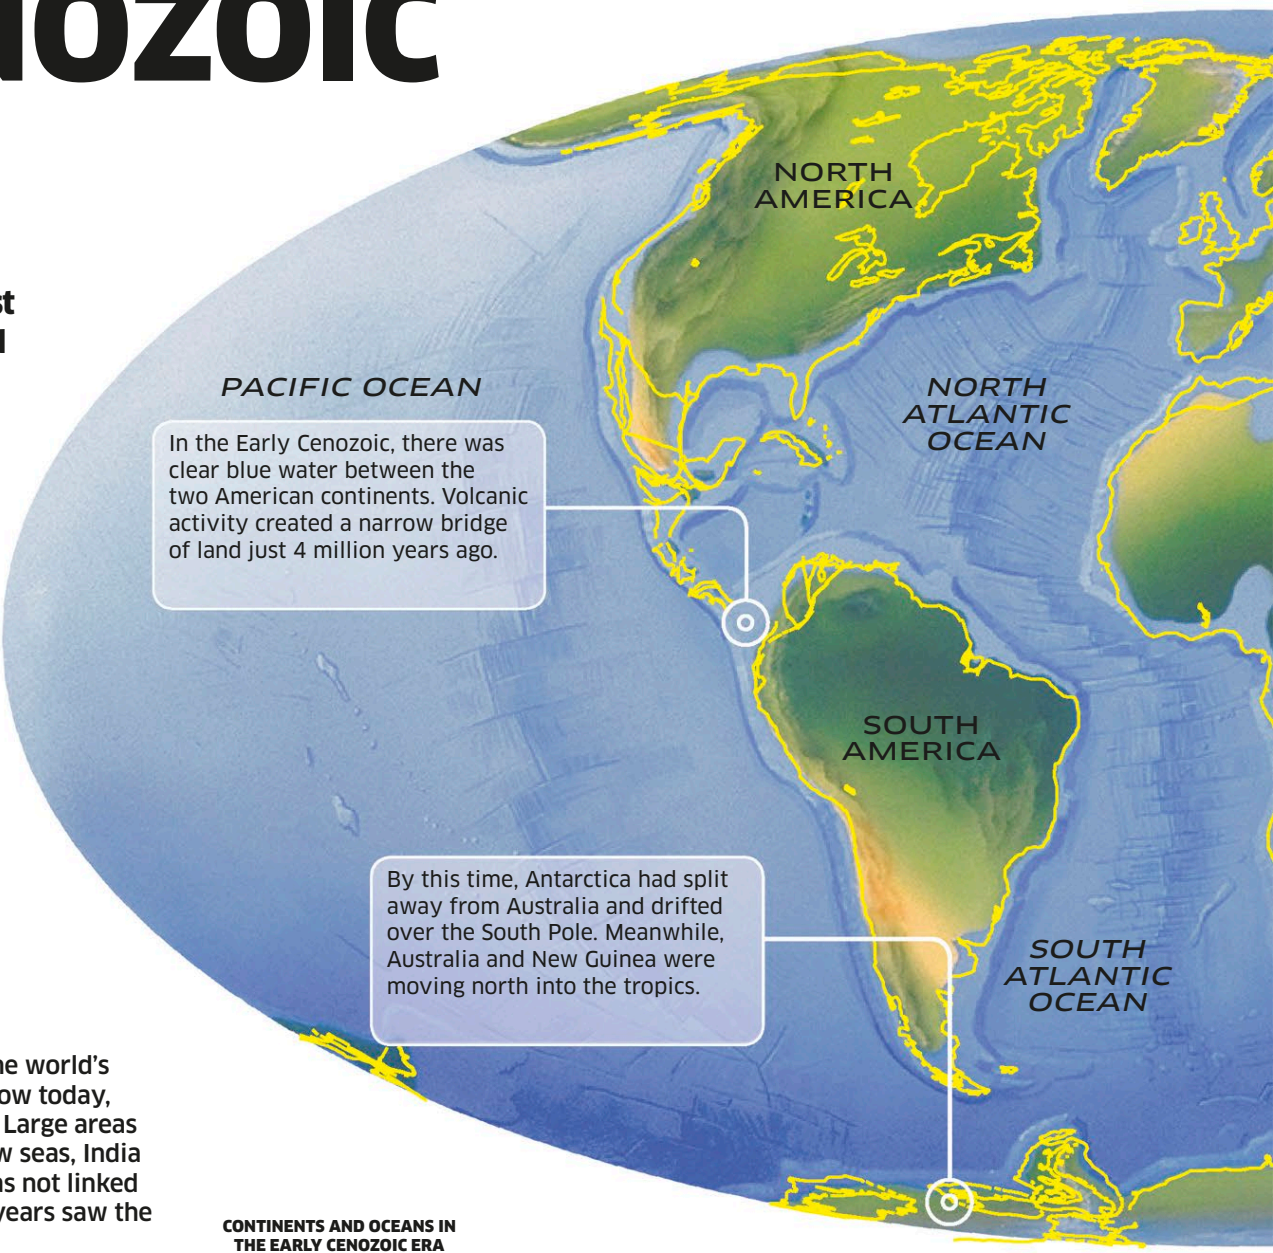 NOZOIC
st
NORTH
AMERICA
PACIFIC OCEAN
NORTH
ATLANTIC
OCEAN
In the Early Cenozoic, there was
clear blue water between the
two American continents. Volcanic
activity created a narrow bridge
of land just 4 million years ago.
SOUTH
AMERICA
By this time, Antarctica had split
away from Australia and drifted
over the South Pole. Meanwhile,
Australia and New Guinea were
moving north into the tropics.
SOUTH
ATLANTIC
OCEAN
he world's
ow today,
Large areas
w seas, India
as not linked
years saw the
CONTINENTS AND OCEANS IN
THE EARLY CENOZOIC ERA